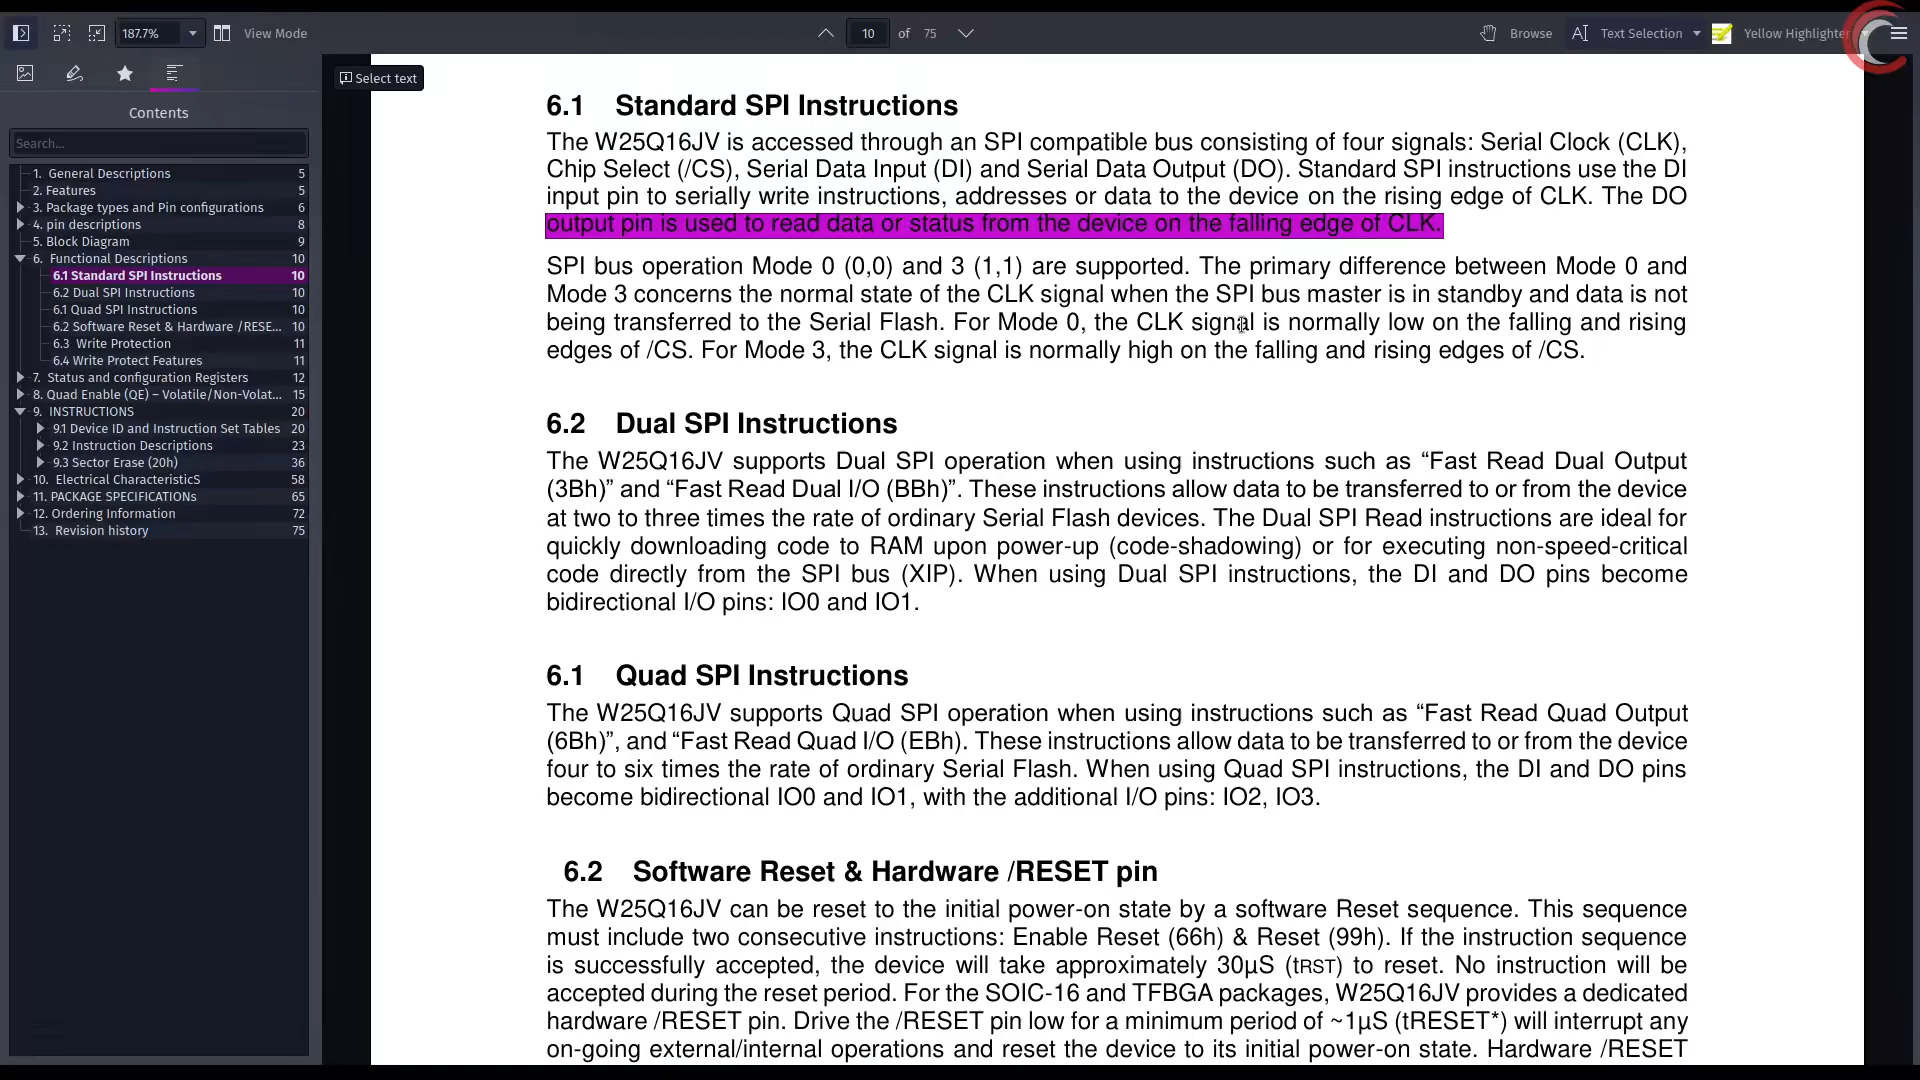 187.7%
View Mode
10 of 75
Browse
Text Selection
Yellow Highlighter
Select text
Contents
Search...
1. General Descriptions 5
2. Features 5
3. Package types and Pin configurations 6
4. pin descriptions 8
5. Block Diagram 9
6. Functional Descriptions 10
6.1 Standard SPI Instructions 10
6.2 Dual SPI Instructions 10
6.1 Quad SPI Instructions 10
6.2 Software Reset & Hardware /RESE... 10
6.3 Write Protection 11
6.4 Write Protect Features 11
7. Status and configuration Registers 12
8. Quad Enable (QE) – Volatile/Non-Volat... 15
9. INSTRUCTIONS 20
9.1 Device ID and Instruction Set Tables 20
9.2 Instruction Descriptions 23
9.3 Sector Erase (20h) 36
10. Electrical CharacteristicS 58
11. PACKAGE SPECIFICATIONs 65
12. Ordering Information 72
13. Revision history 75
6.1 Standard SPI Instructions
The W25Q16JV is accessed through an SPI compatible bus consisting of four signals: Serial Clock (CLK),
Chip Select (/CS), Serial Data Input (DI) and Serial Data Output (DO). Standard SPI instructions use the DI
input pin to serially write instructions, addresses or data to the device on the rising edge of CLK. The DO
output pin is used to read data or status from the device on the falling edge of CLK.
SPI bus operation Mode 0 (0,0) and 3 (1,1) are supported. The primary difference between Mode 0 and
Mode 3 concerns the normal state of the CLK signal when the SPI bus master is in standby and data is not
being transferred to the Serial Flash. For Mode 0, the CLK signal is normally low on the falling and rising
edges of /CS. For Mode 3, the CLK signal is normally high on the falling and rising edges of /CS.
6.2 Dual SPI Instructions
The W25Q16JV supports Dual SPI operation when using instructions such as “Fast Read Dual Output
(3Bh)” and “Fast Read Dual I/O (BBh)”. These instructions allow data to be transferred to or from the device
at two to three times the rate of ordinary Serial Flash devices. The Dual SPI Read instructions are ideal for
quickly downloading code to RAM upon power-up (code-shadowing) or for executing non-speed-critical
code directly from the SPI bus (XIP). When using Dual SPI instructions, the DI and DO pins become
bidirectional I/O pins: IO0 and IO1.
6.1 Quad SPI Instructions
The W25Q16JV supports Quad SPI operation when using instructions such as “Fast Read Quad Output
(6Bh)”, and “Fast Read Quad I/O (EBh). These instructions allow data to be transferred to or from the device
four to six times the rate of ordinary Serial Flash. When using Quad SPI instructions, the DI and DO pins
become bidirectional IO0 and IO1, with the additional I/O pins: IO2, IO3.
6.2 Software Reset & Hardware /RESET pin
The W25Q16JV can be reset to the initial power-on state by a software Reset sequence. This sequence
must include two consecutive instructions: Enable Reset (66h) & Reset (99h). If the instruction sequence
is successfully accepted, the device will take approximately 30µS (tRST) to reset. No instruction will be
accepted during the reset period. For the SOIC-16 and TFBGA packages, W25Q16JV provides a dedicated
hardware /RESET pin. Drive the /RESET pin low for a minimum period of ~1µS (tRESET*) will interrupt any
on-going external/internal operations and reset the device to its initial power-on state. Hardware /RESET